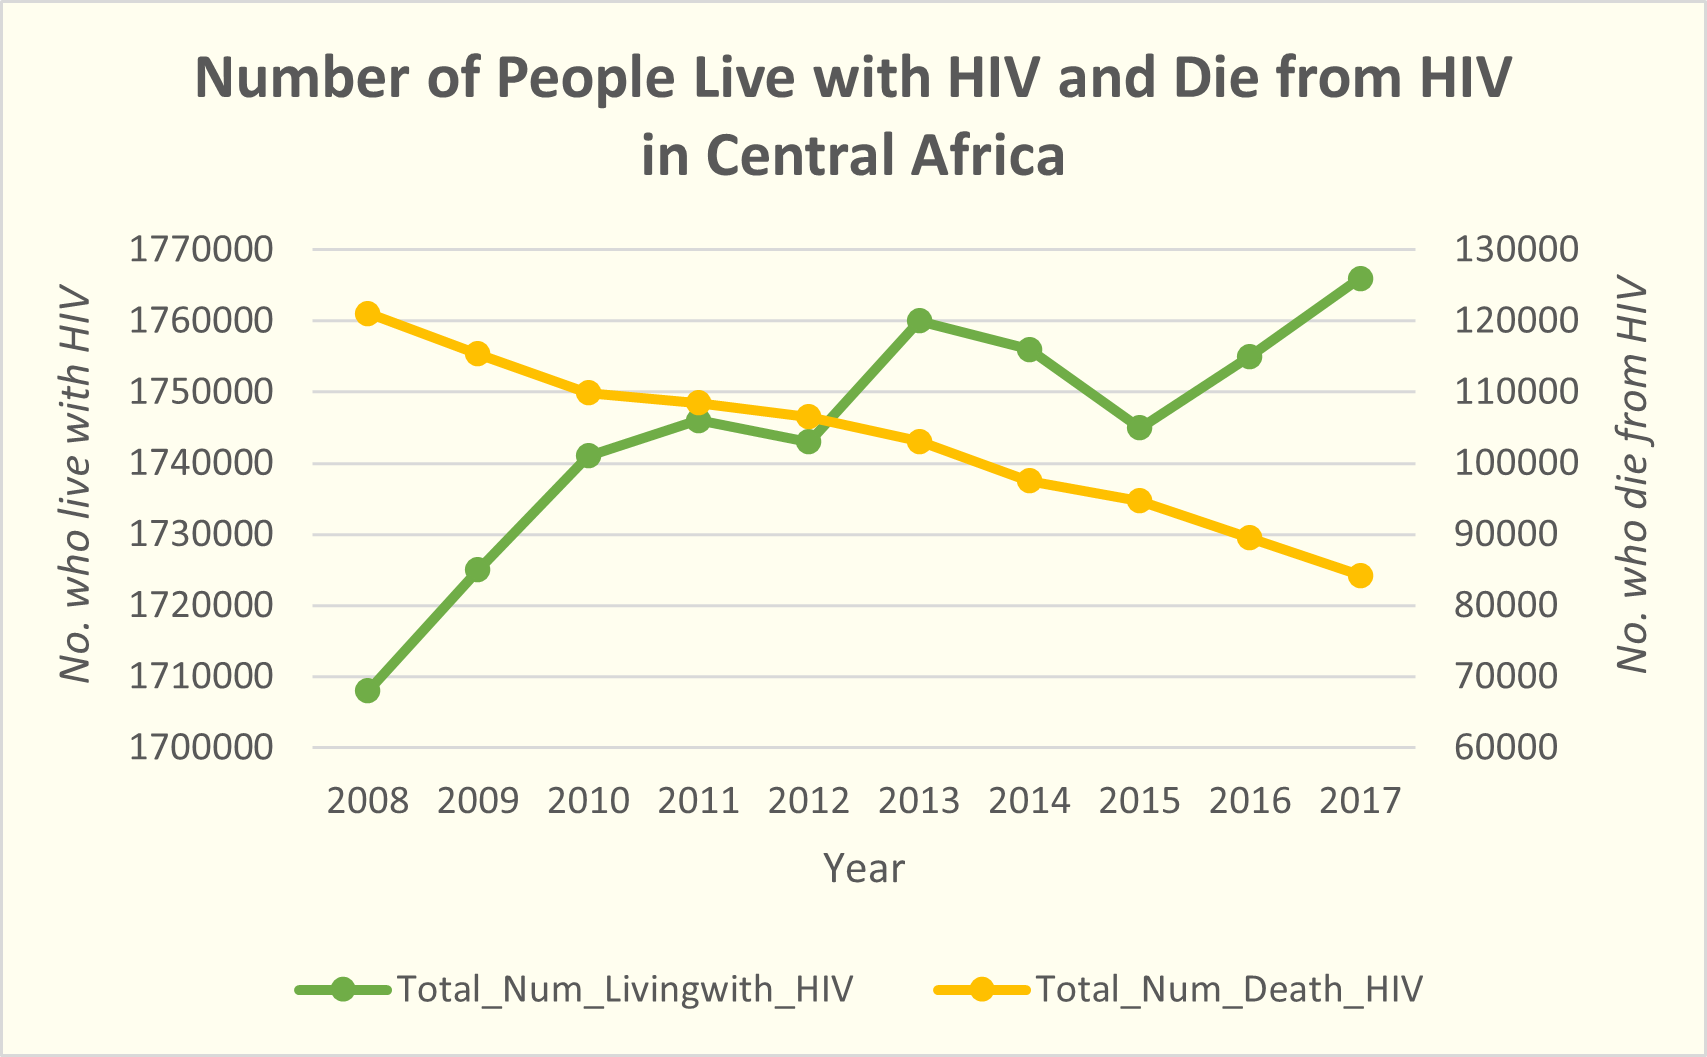 Number of People Live with HIV and Die from HIV
in Central Africa
No. who live with HIV
1770000
1760000
1750000
1740000
1730000
1720000
1710000
1700000
130000
120000
110000
100000
90000
80000
70000
60000
No. who die from HIV
2008 2009 2010 2011 2012 2013 2014 2015 2016 2017
Year
Total_Num_Livingwith_HIV Total_Num_Death_HIV